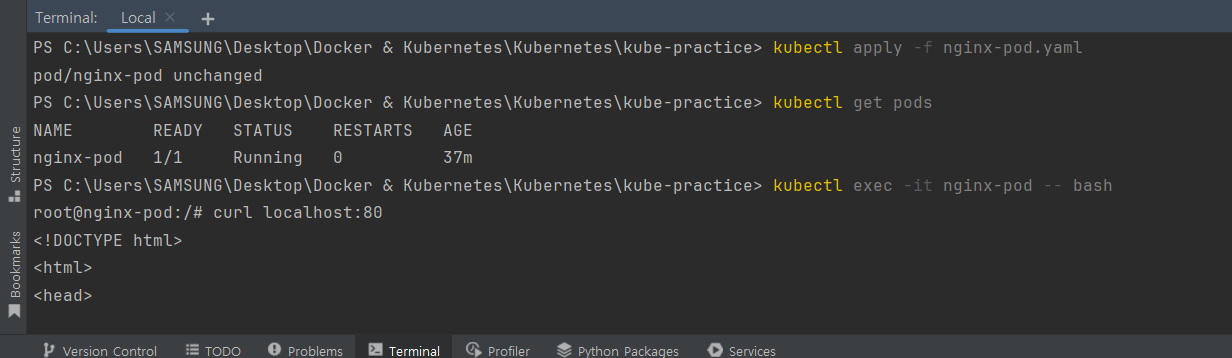 Terminal: Local × +
PS C:\Users\SAMSUNG\Desktop\Docker & Kubernetes\Kubernetes\kube-practice> kubectl apply -f nginx-pod.yaml
pod/nginx-pod unchanged
PS C:\Users\SAMSUNG\Desktop\Docker & Kubernetes\Kubernetes\kube-practice> kubectl get pods
NAME READY STATUS RESTARTS AGE
nginx-pod 1/1 Running 0 37m
PS C:\Users\SAMSUNG\Desktop\Docker & Kubernetes\Kubernetes\kube-practice> kubectl exec -it nginx-pod -- bash
root@nginx-pod:/# curl localhost:80
<!DOCTYPE html>
<html>
<head>
Structure
Bookmarks
Version Control TODO Problems Terminal Profiler Python Packages Services